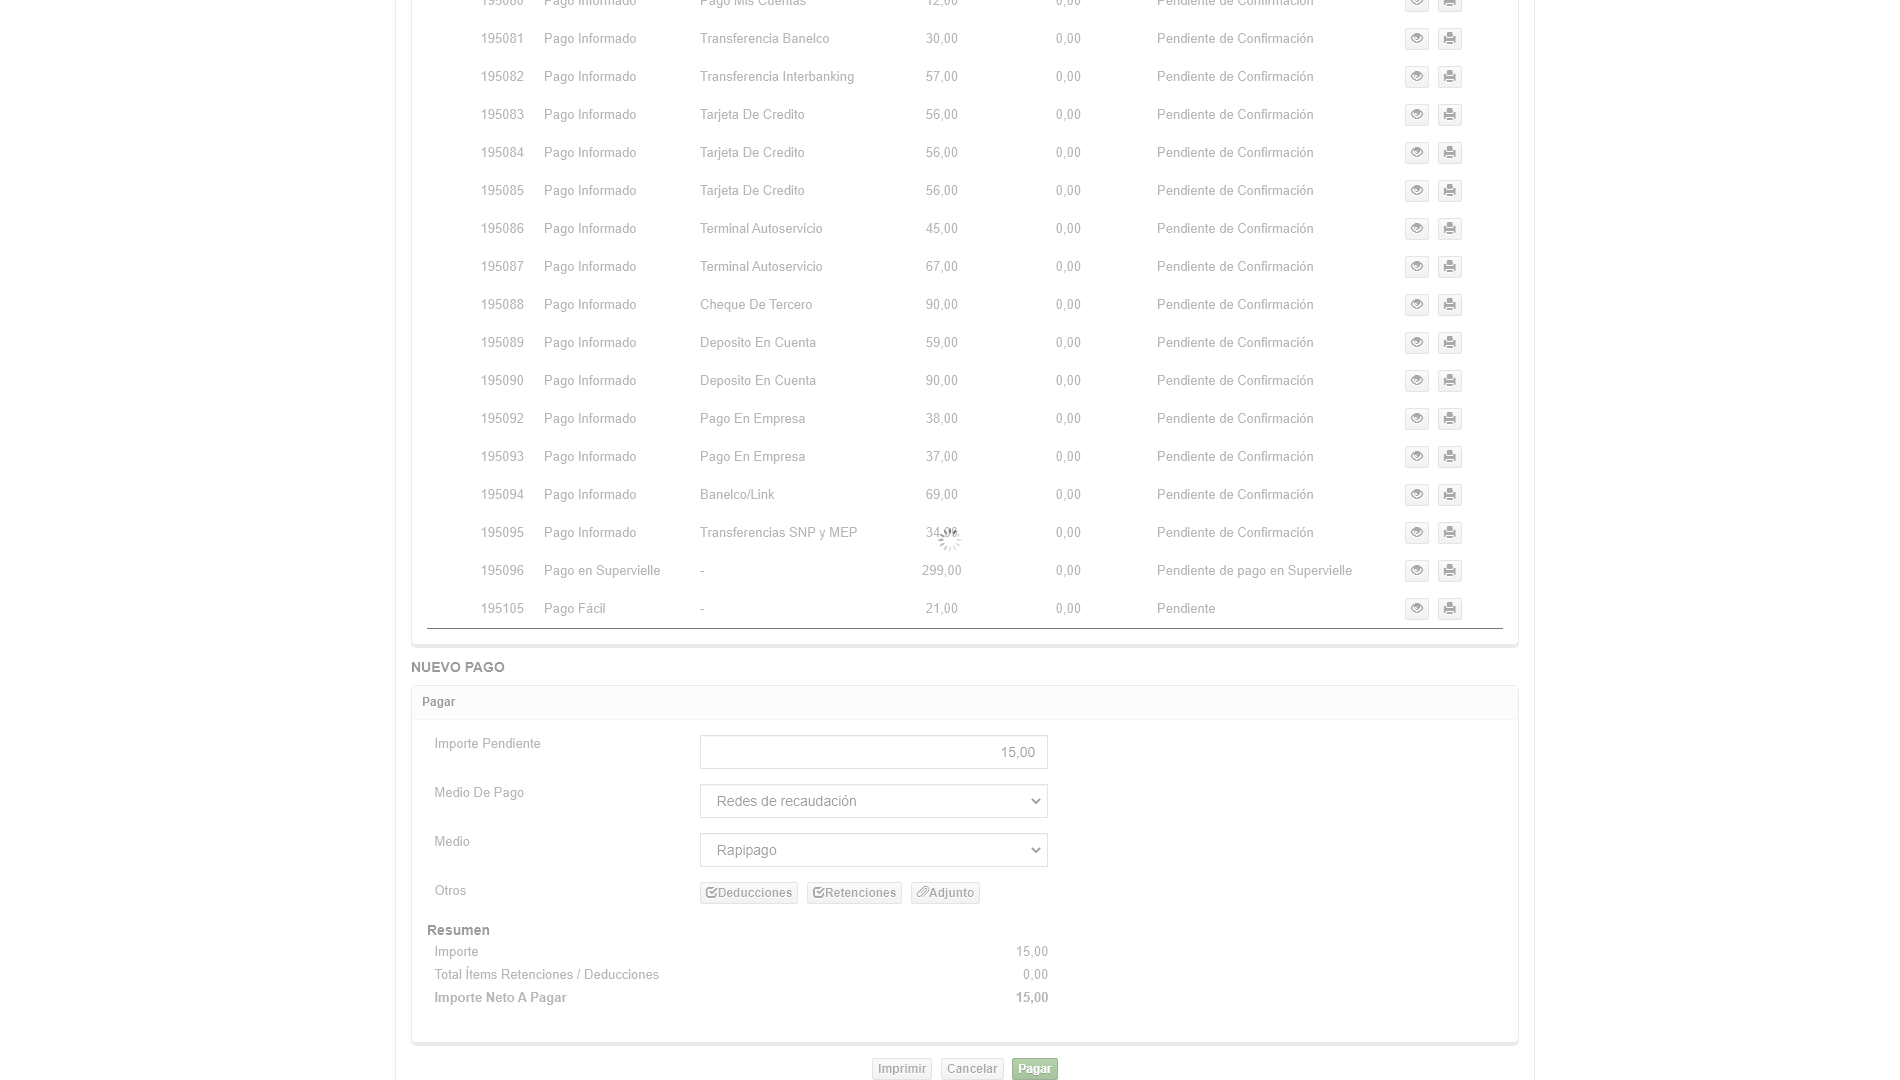 195080 Pago Informado Pago Mis Cuentas 12,00 0,00 Pendiente de Confirmación
195081 Pago Informado Transferencia Banelco 30,00 0,00 Pendiente de Confirmación
195082 Pago Informado Transferencia Interbanking 57,00 0,00 Pendiente de Confirmación
195083 Pago Informado Tarjeta De Credito 56,00 0,00 Pendiente de Confirmación
195084 Pago Informado Tarjeta De Credito 56,00 0,00 Pendiente de Confirmación
195085 Pago Informado Tarjeta De Credito 56,00 0,00 Pendiente de Confirmación
195086 Pago Informado Terminal Autoservicio 45,00 0,00 Pendiente de Confirmación
195087 Pago Informado Terminal Autoservicio 67,00 0,00 Pendiente de Confirmación
195088 Pago Informado Cheque De Tercero 90,00 0,00 Pendiente de Confirmación
195089 Pago Informado Deposito En Cuenta 59,00 0,00 Pendiente de Confirmación
195090 Pago Informado Deposito En Cuenta 90,00 0,00 Pendiente de Confirmación
195092 Pago Informado Pago En Empresa 38,00 0,00 Pendiente de Confirmación
195093 Pago Informado Pago En Empresa 37,00 0,00 Pendiente de Confirmación
195094 Pago Informado Banelco/Link 69,00 0,00 Pendiente de Confirmación
195095 Pago Informado Transferencias SNP y MEP 34,00 0,00 Pendiente de Confirmación
195096 Pago en Supervielle - 299,00 0,00 Pendiente de pago en Supervielle
195105 Pago Fácil - 21,00 0,00 Pendiente
NUEVO PAGO
Pagar
Importe Pendiente 15,00
Medio De Pago Redes de recaudación
Medio Rapipago
Otros Deducciones Retenciones Adjunto
Resumen
Importe 15,00
Total Ítems Retenciones / Deducciones 0,00
Importe Neto A Pagar 15,00
Imprimir Cancelar Pagar